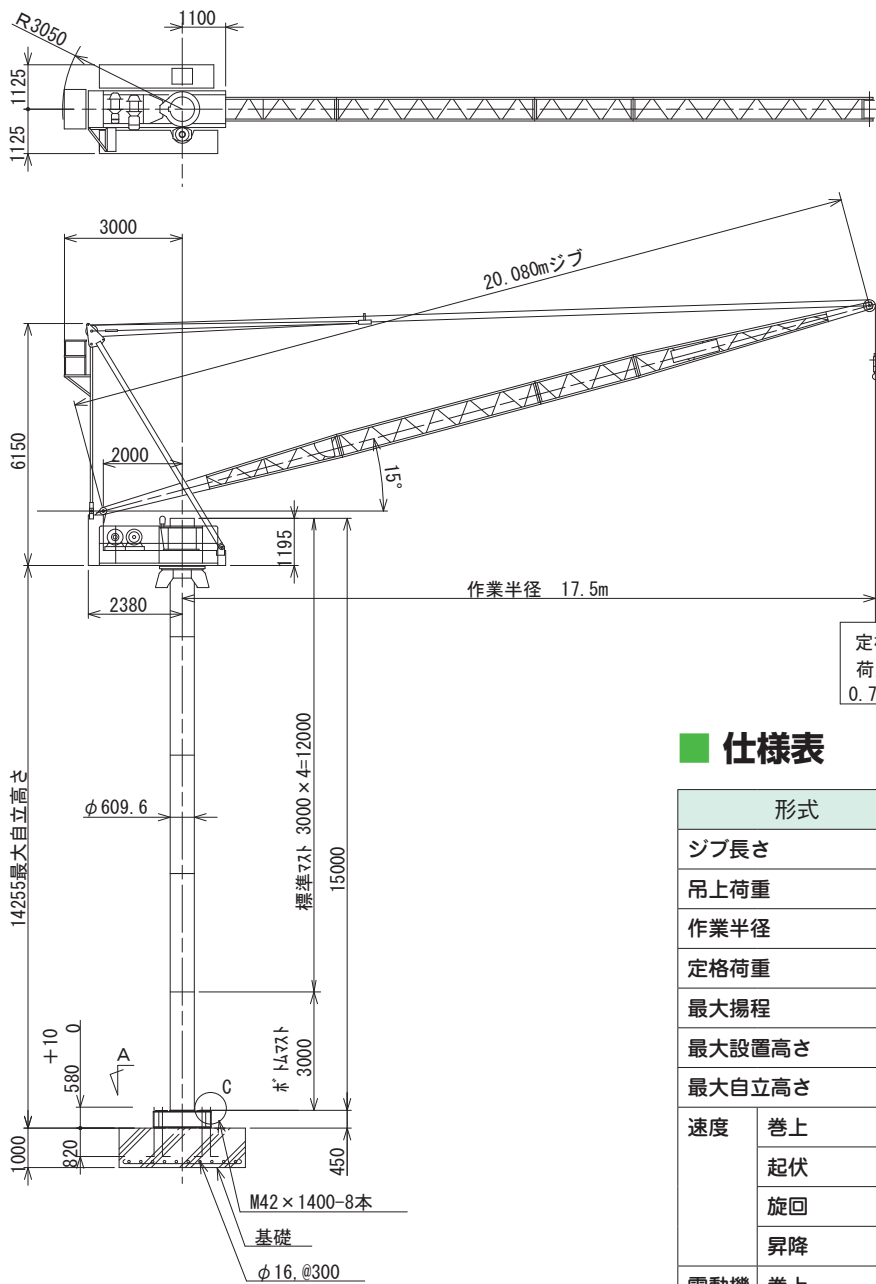 R3050
1100
1125
1125
3000
20.080mジブ
6150
2000
15°
1195
2380
作業半径 17.5m
荷
0.7
14255最大自立高さ
φ609.6
標準マスト 3000×4=12000
15000
ボトムマスト
3000
+10
0
580
A
C
1000
820
450
M42×1400-8本
基礎
φ16,@300
■ 仕様表
形式
ジブ長さ
吊上荷重
作業半径
定格荷重
最大揚程
最大設置高さ
最大自立高さ
速度 巻上
起伏
旋回
昇降
電動機 巻上